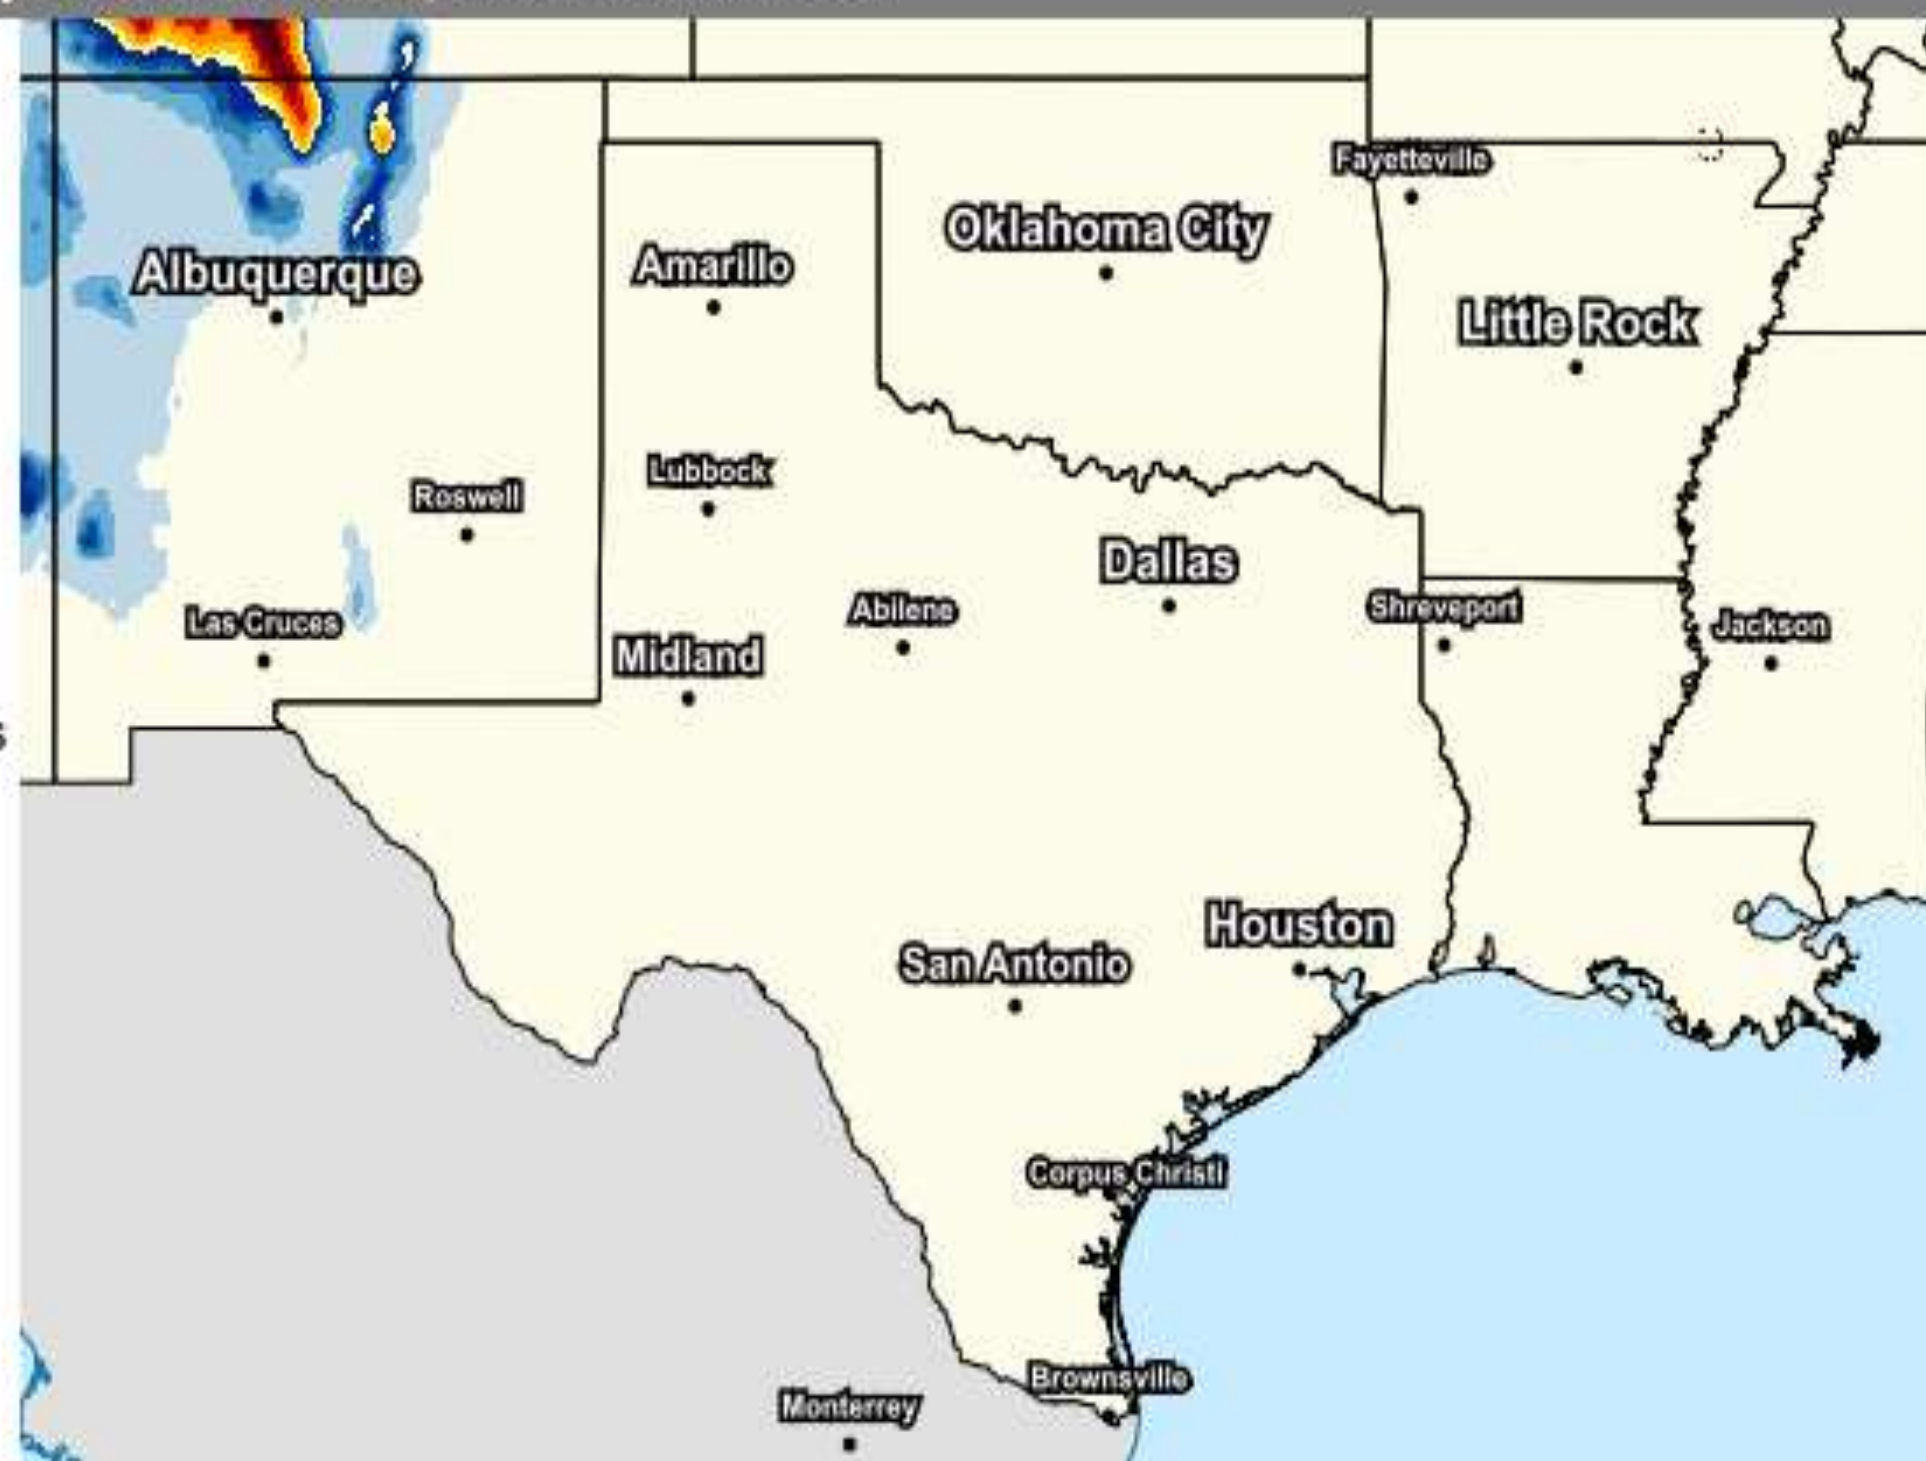 Fayetteville
Oklahoma City
Albuquerque
Amarillo
Little Rock
Lubbock
Roswell
Dallas
Abilene
Shreveport
Las Cruces
Jackson
Midland
Houston
San Antonio
Corpus Christi
Brownsville
Monterrey